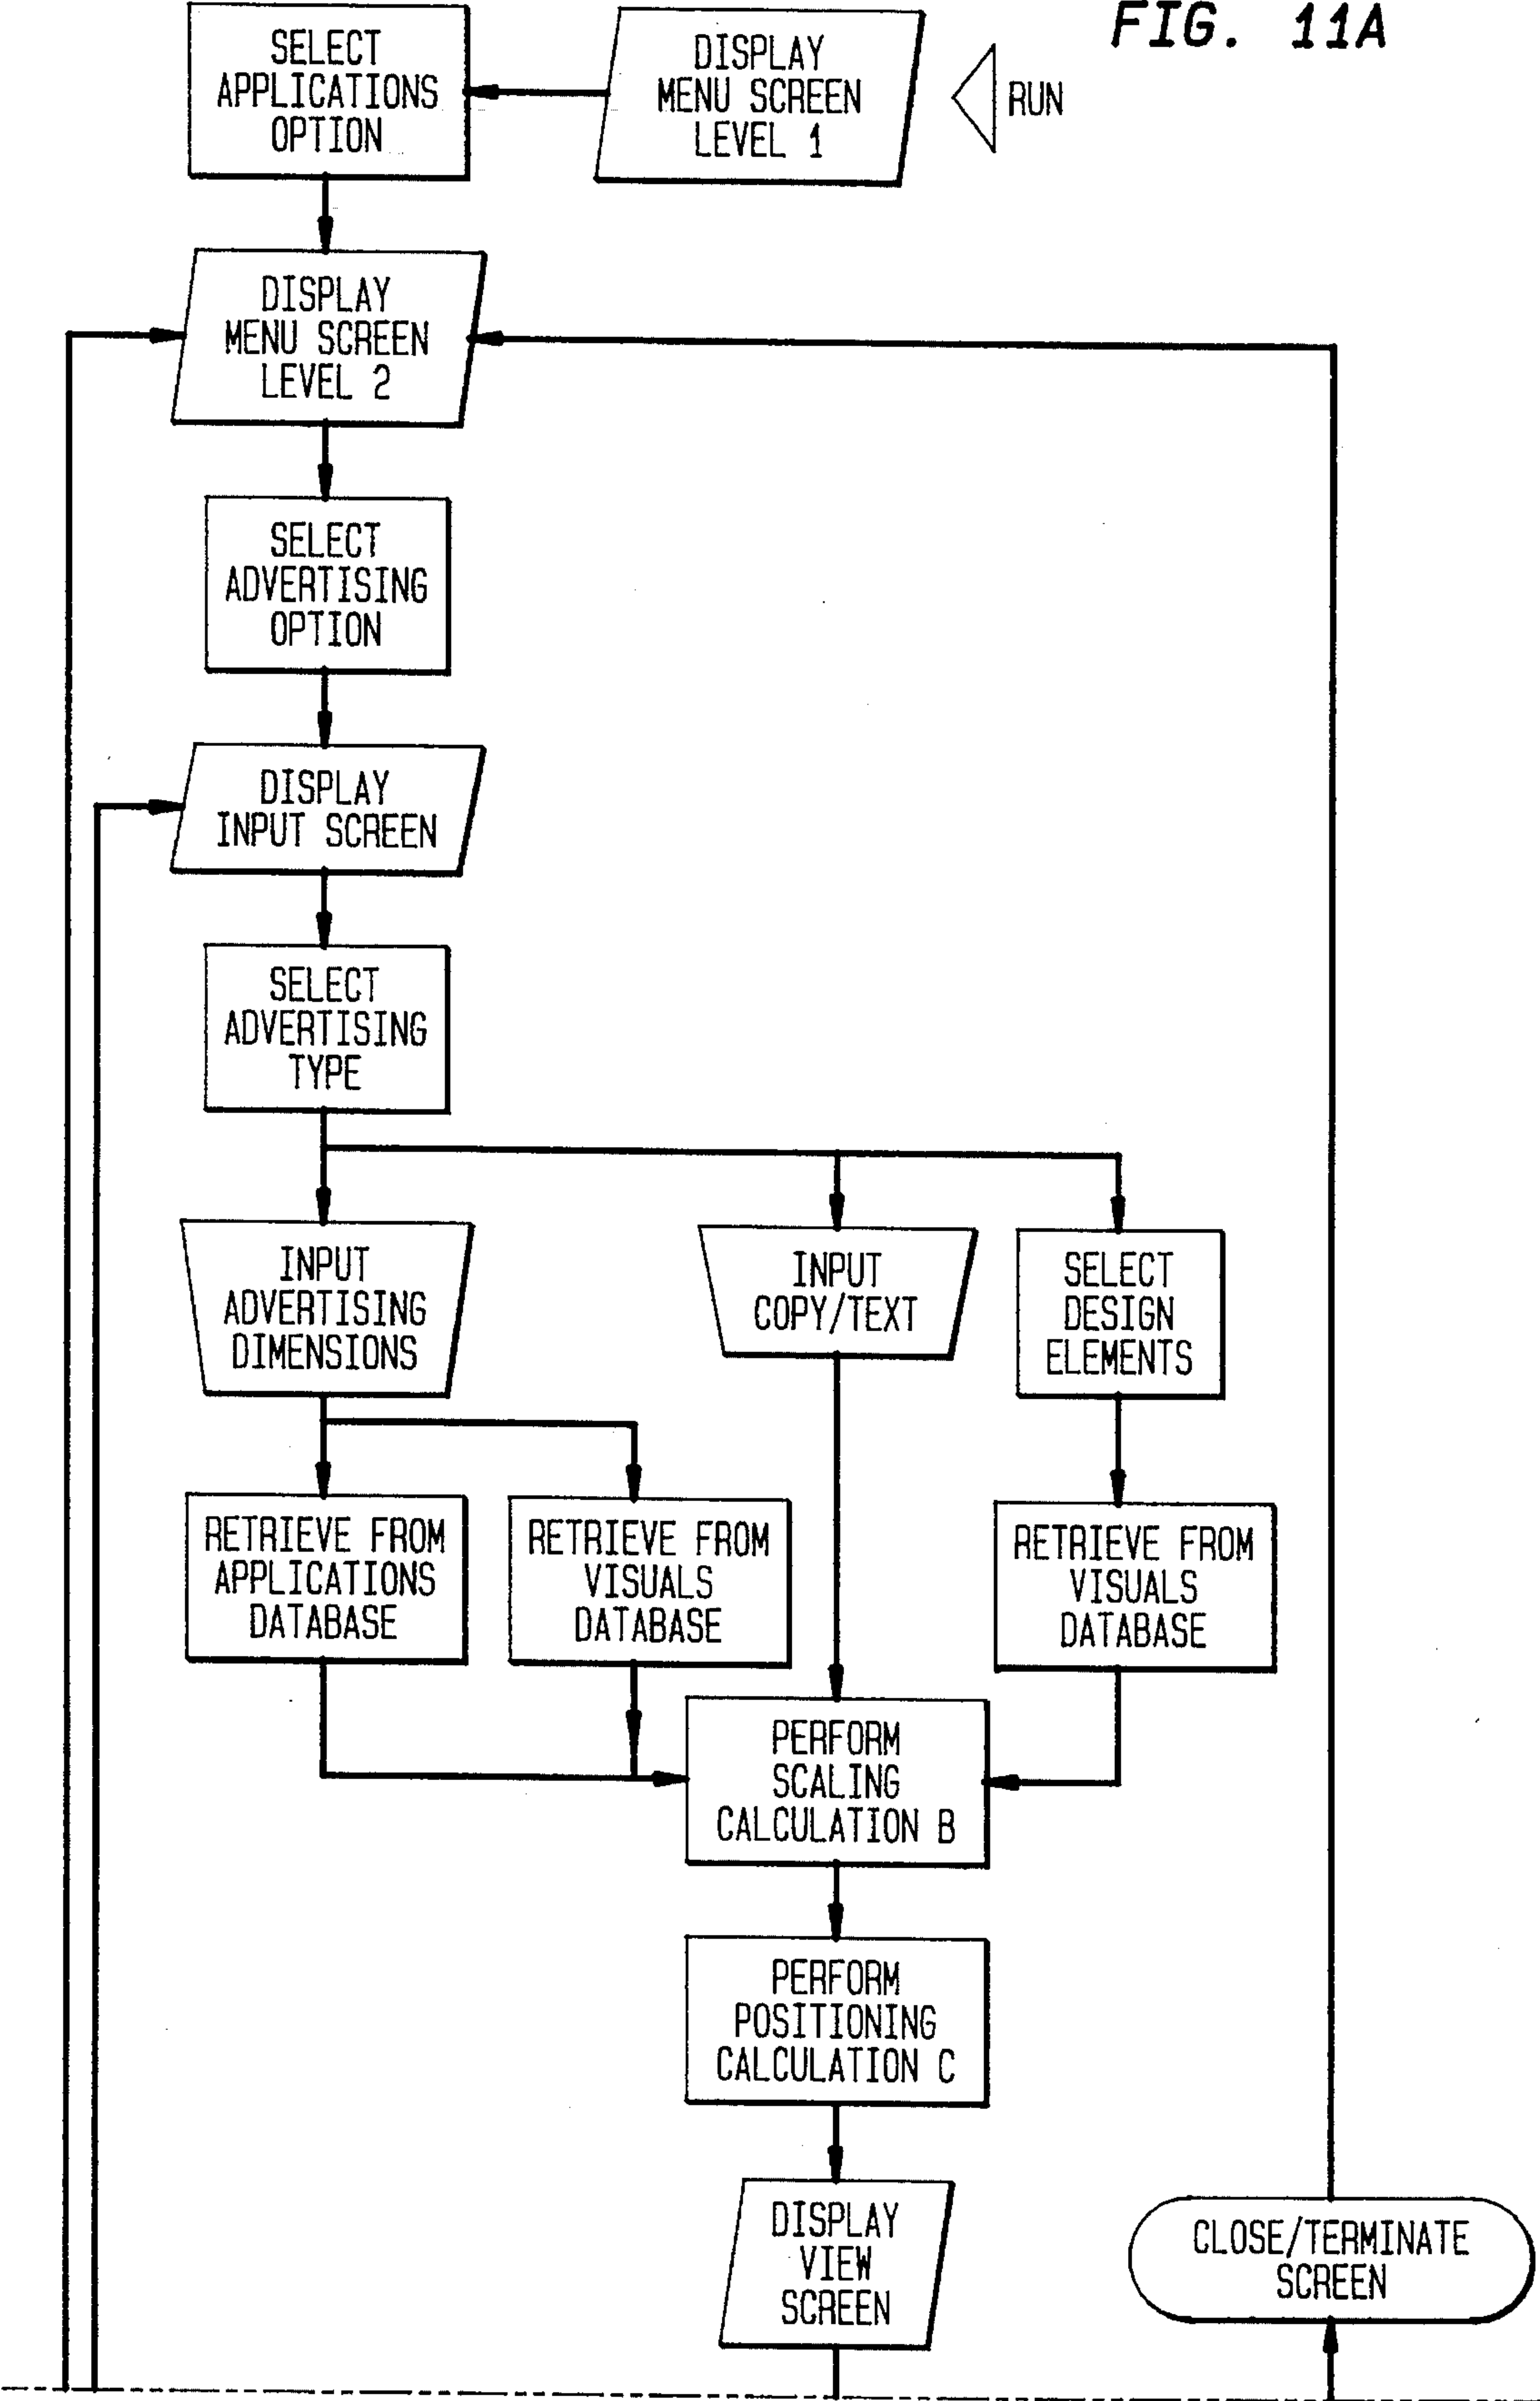 FIG. 11A
SELECT
APPLICATIONS
OPTION
DISPLAY
MENU SCREEN
LEVEL 1
RUN
DISPLAY
MENU SCREEN
LEVEL 2
SELECT
ADVERTISING
OPTION
DISPLAY
INPUT SCREEN
SELECT
ADVERTISING
TYPE
INPUT
ADVERTISING
DIMENSIONS
INPUT
COPY/TEXT
SELECT
DESIGN
ELEMENTS
RETRIEVE FROM
APPLICATIONS
DATABASE
RETRIEVE FROM
VISUALS
DATABASE
RETRIEVE FROM
VISUALS
DATABASE
PERFORM
SCALING
CALCULATION B
PERFORM
POSITIONING
CALCULATION C
DISPLAY
VIEW
SCREEN
CLOSE/TERMINATE
SCREEN